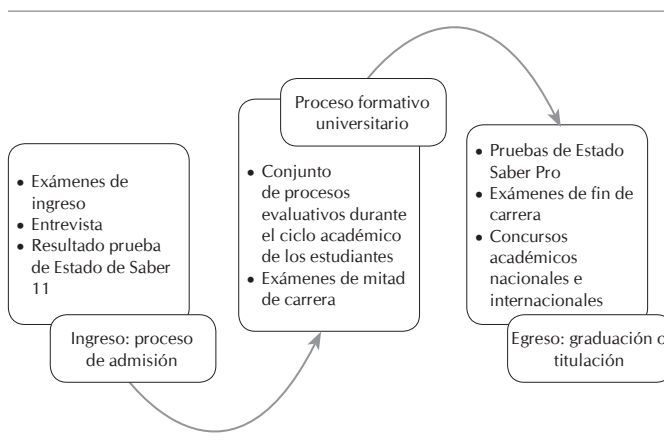 • Exámenes de
ingreso
• Entrevista
• Resultado prueba
de Estado de Saber
11
Ingreso: proceso
de admisión
Proceso formativo
universitario
• Conjunto
de procesos
evaluativos durante
el ciclo académico
de los estudiantes
• Exámenes de mitad
de carrera
• Pruebas de Estado
Saber Pro
• Exámenes de fin de
carrera
• Concursos
académicos
nacionales e
internacionales
Egreso: graduación o
titulación